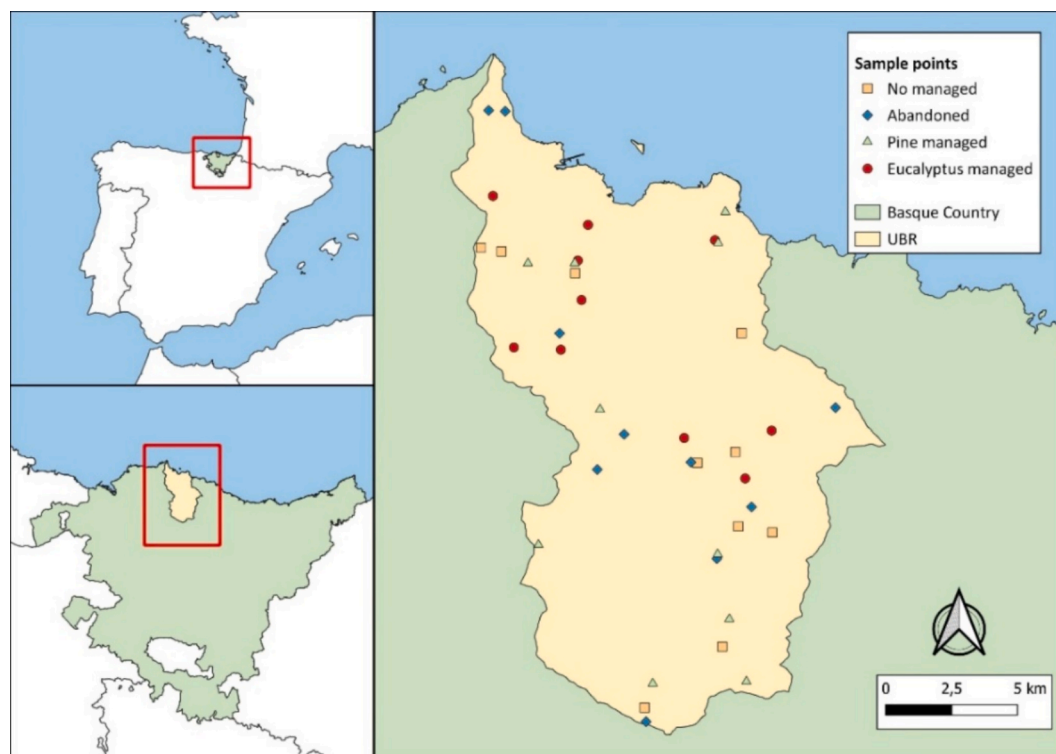 Sample points
No managed
Abandoned
Pine managed
Eucalyptus managed
Basque Country
UBR
0 2,5 5 km